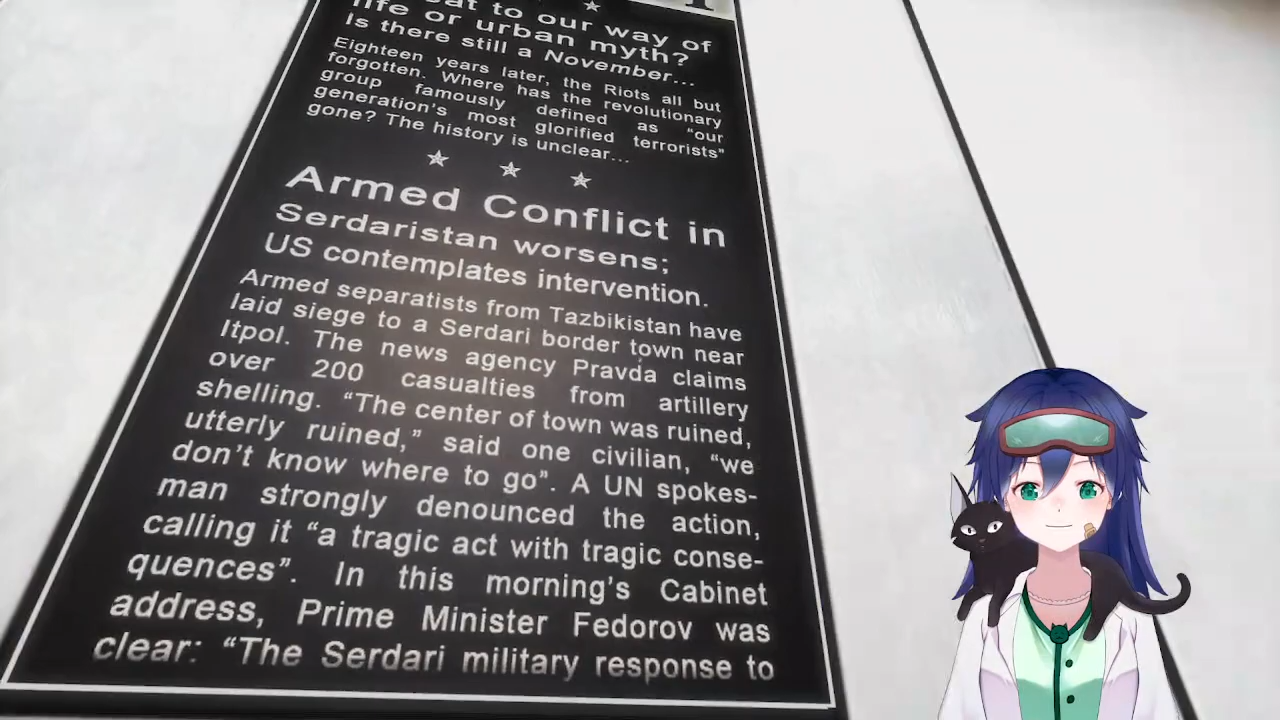 eat to our way of
life or urban myth?
Is there still a November...
Eighteen years later, the Riots all but
forgotten. Where has the revolutionary
group famously defined as “our
generation’s most glorified terrorists”
gone? The history is unclear...
Armed Conflict in
Serdaristan worsens;
US contemplates intervention.
Armed separatists from Tazbikistan have
laid siege to a Serdari border town near
Itpol. The news agency Pravda claims
over 200 casualties from artillery
shelling. “The center of town was ruined,
utterly ruined,” said one civilian, “we
don’t know where to go”. A UN spokes-
man strongly denounced the action,
calling it “a tragic act with tragic conse-
quences”. In this morning’s Cabinet
address, Prime Minister Fedorov was
clear: “The Serdari military response to